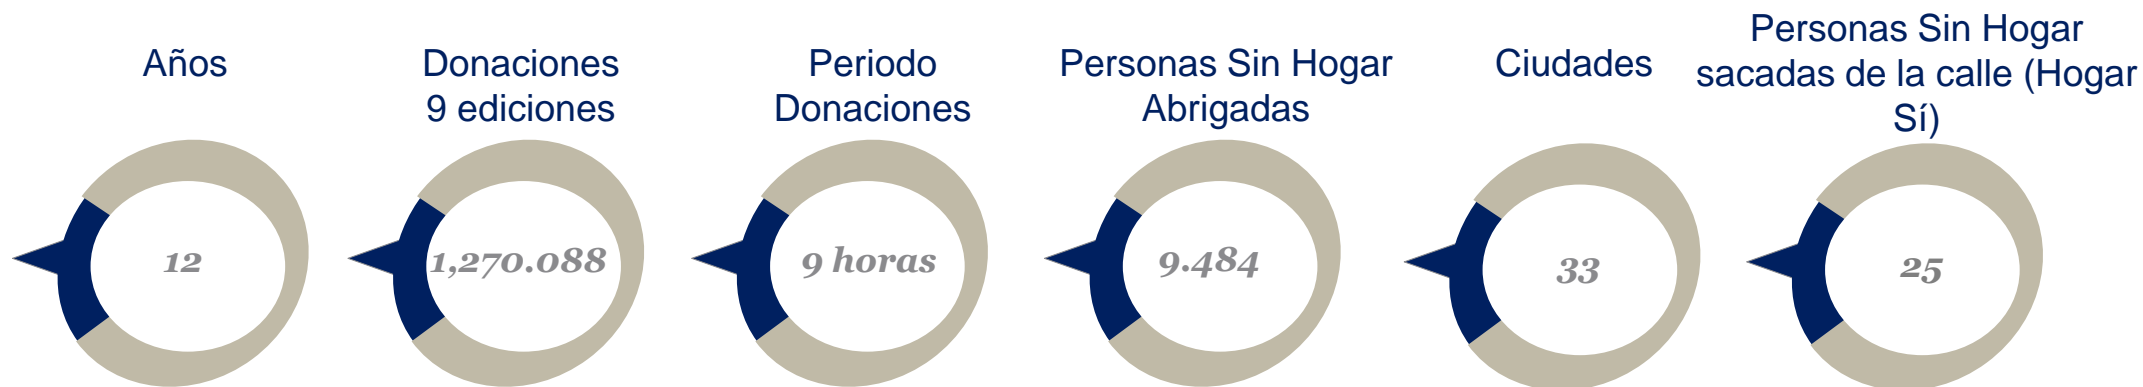 Años
12
Donaciones
9 ediciones
1,270.088
Periodo
Donaciones
9 horas
Personas Sin Hogar
Abrigadas
9.484
Ciudades
33
Personas Sin Hogar
sacadas de la calle (Hogar
Sí)
25